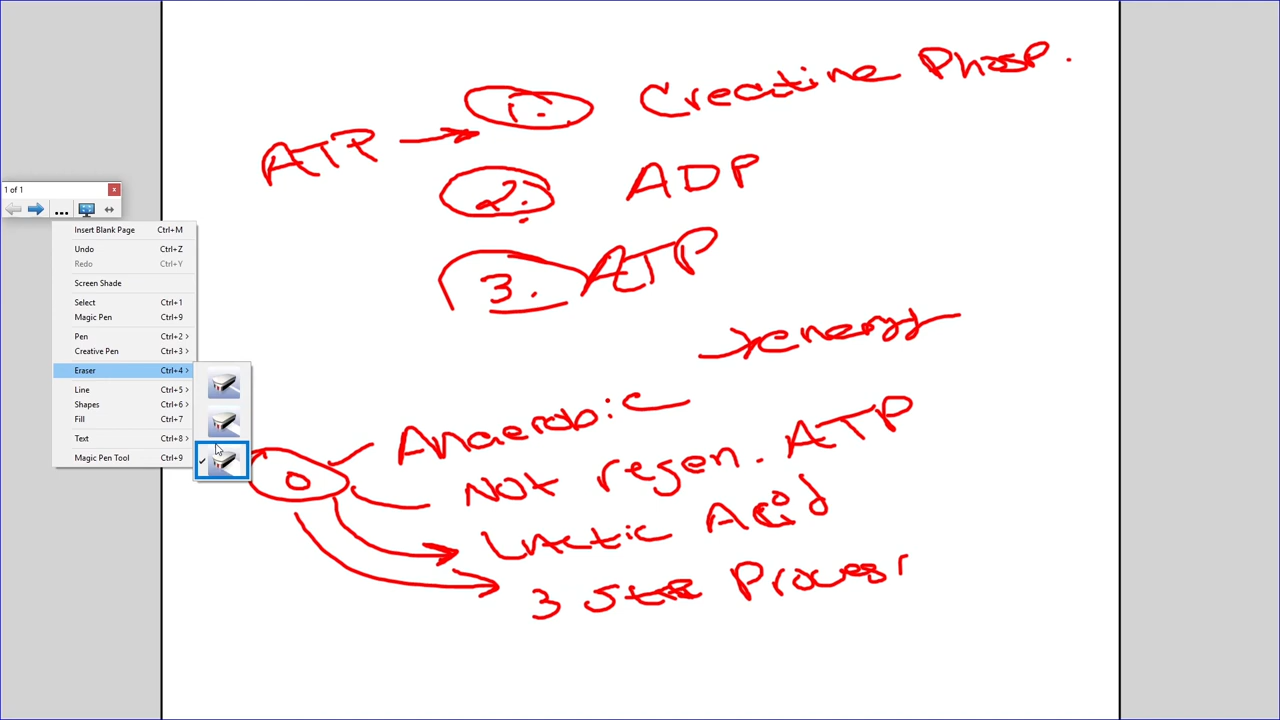 1. Creatine Phosp.
ATP
2. ADP
3. ATP
energy
Anaerobic
Not regen. ATP
Lactic Acid
3 Step Process
1 of 1
...
Insert Blank Page Ctrl+M
Undo Ctrl+Z
Redo Ctrl+Y
Screen Shade
Select Ctrl+1
Magic Pen Ctrl+9
Pen Ctrl+2
Creative Pen Ctrl+3
Eraser Ctrl+4
Line Ctrl+5
Shapes Ctrl+6
Fill Ctrl+7
Text Ctrl+8
Magic Pen Tool Ctrl+9